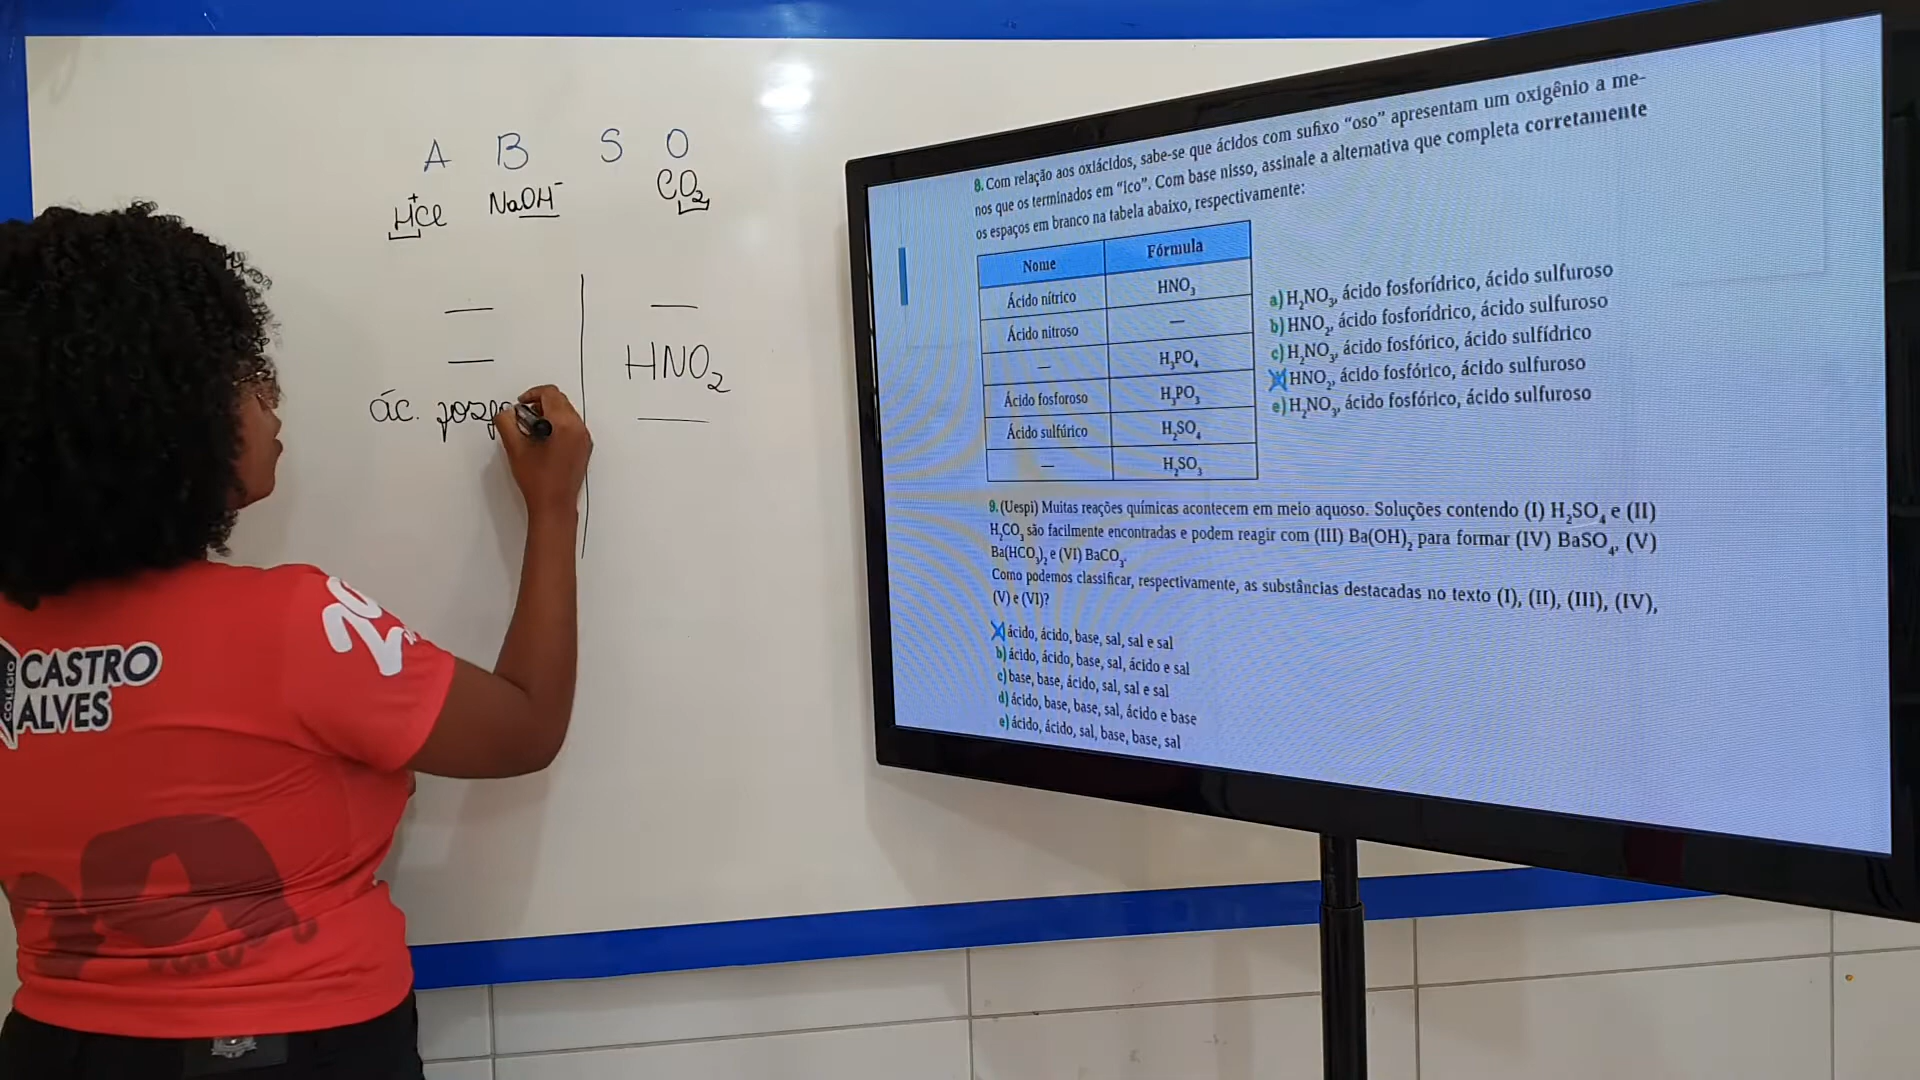 A B S O
H⁺Cl NaOH⁻ CO₂
— —
— HNO₂
ác. —
COLÉGIO
CASTRO
ALVES
8. Com relação aos oxiácidos, sabe-se que ácidos com sufixo “oso” apresentam um oxigênio a me-
nos que os terminados em “ico”. Com base nisso, assinale a alternativa que completa corretamente
os espaços em branco na tabela abaixo, respectivamente:
Nome Fórmula
Ácido nítrico HNO₃
Ácido nitroso —
— H₃PO₄
Ácido fosforoso H₃PO₃
Ácido sulfúrico H₂SO₄
— H₂SO₃
a) H₂NO₃, ácido fosforídrico, ácido sulfuroso
b) HNO₂, ácido fosforídrico, ácido sulfuroso
c) H₂NO₃, ácido fosfórico, ácido sulfídrico
HNO₂, ácido fosfórico, ácido sulfuroso
e) H₂NO₃, ácido fosfórico, ácido sulfuroso
9. (Uespi) Muitas reações químicas acontecem em meio aquoso. Soluções contendo (I) H₂SO₄ e (II)
H₂CO₃ são facilmente encontradas e podem reagir com (III) Ba(OH)₂ para formar (IV) BaSO₄, (V)
Ba(HCO₃)₂ e (VI) BaCO₃.
Como podemos classificar, respectivamente, as substâncias destacadas no texto (I), (II), (III), (IV),
(V) e (VI)?
ácido, ácido, base, sal, sal e sal
b) ácido, ácido, base, sal, ácido e sal
c) base, base, ácido, sal, sal e sal
d) ácido, base, base, sal, ácido e base
e) ácido, ácido, sal, base, base, sal